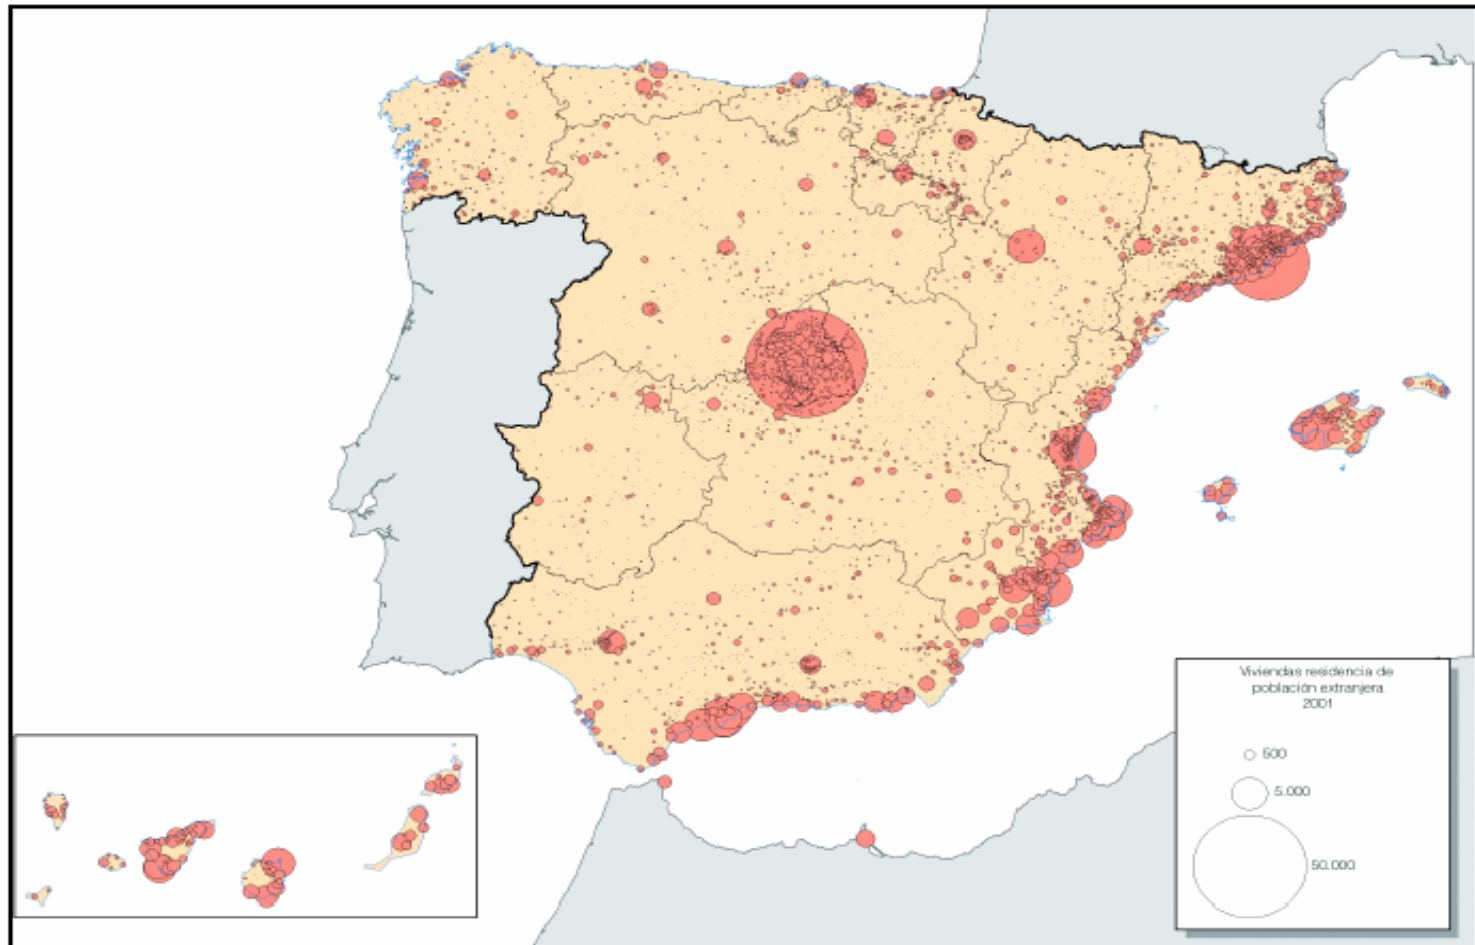 Viviendas residencia de
población extranjera
2001
500
5.000
50.000